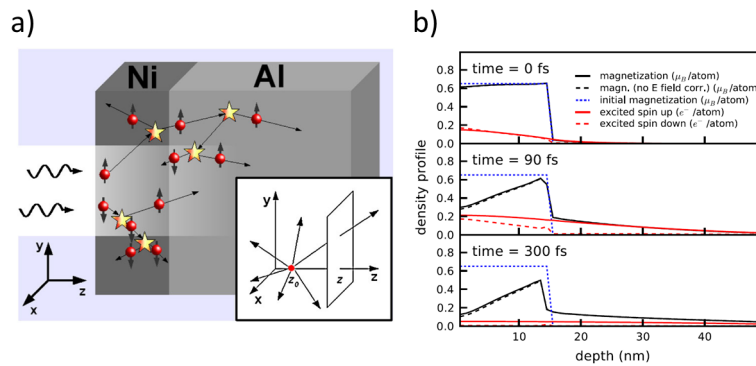 a)
Ni
Al
y
x
z
y
x
z₀
z
z
b)
density profile
0.8
0.6
0.4
0.2
0.0
time = 0 fs
magnetization (μB/atom)
magn. (no E field corr.) (μB/atom)
initial magnetization (μB/atom)
excited spin up (e⁻/atom)
excited spin down (e⁻/atom)
0.8
0.6
0.4
0.2
0.0
time = 90 fs
0.8
0.6
0.4
0.2
0.0
time = 300 fs
10
20
30
40
depth (nm)